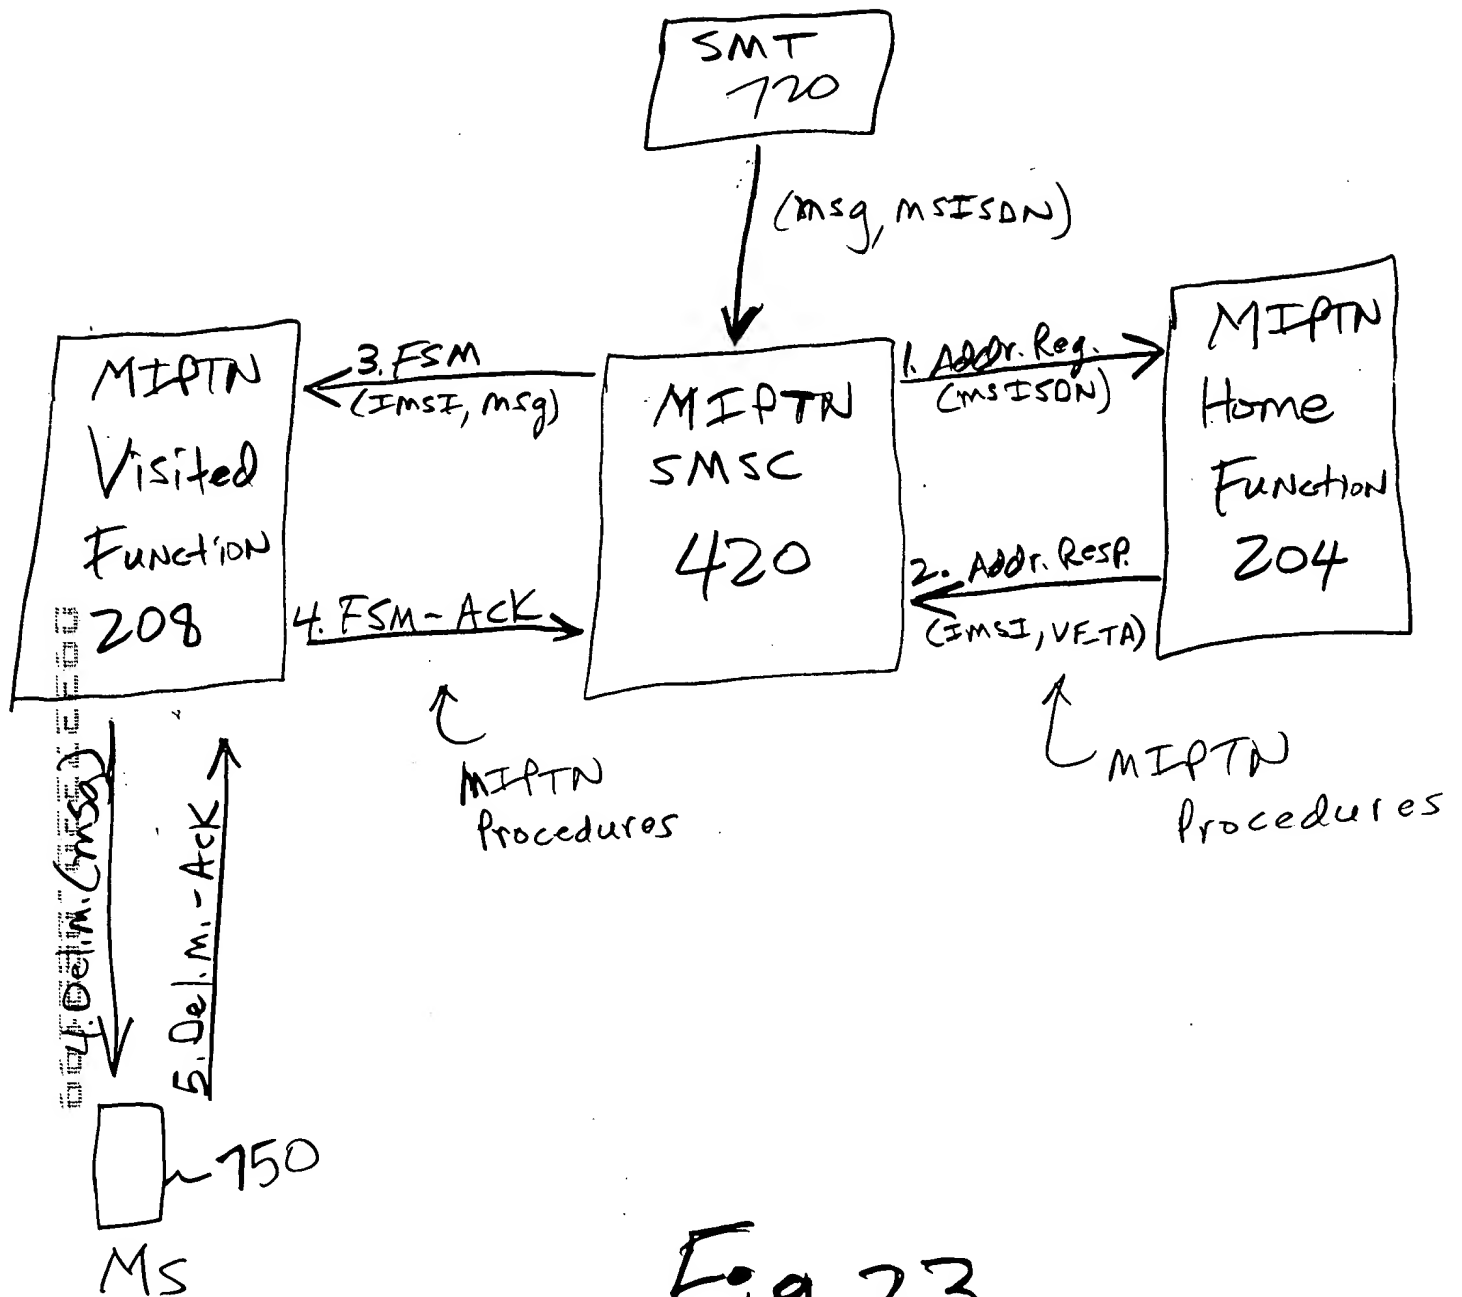 SMT
720
(msg, MSISDN)
MIPTN
Visited
Function
208
3. FSM
(IMSI, msg)
4. FSM-ACK
MIPTN
SMSC
420
1. Addr. Req.
(MSISDN)
2. Addr. Resp.
(IMSI, VF_TA)
MIPTN
Home
Function
204
MIPTN
Procedures
MIPTN
Procedures
4. Del.M. (msg)
5. Del.M.-ACK
150
MS
Fig 23